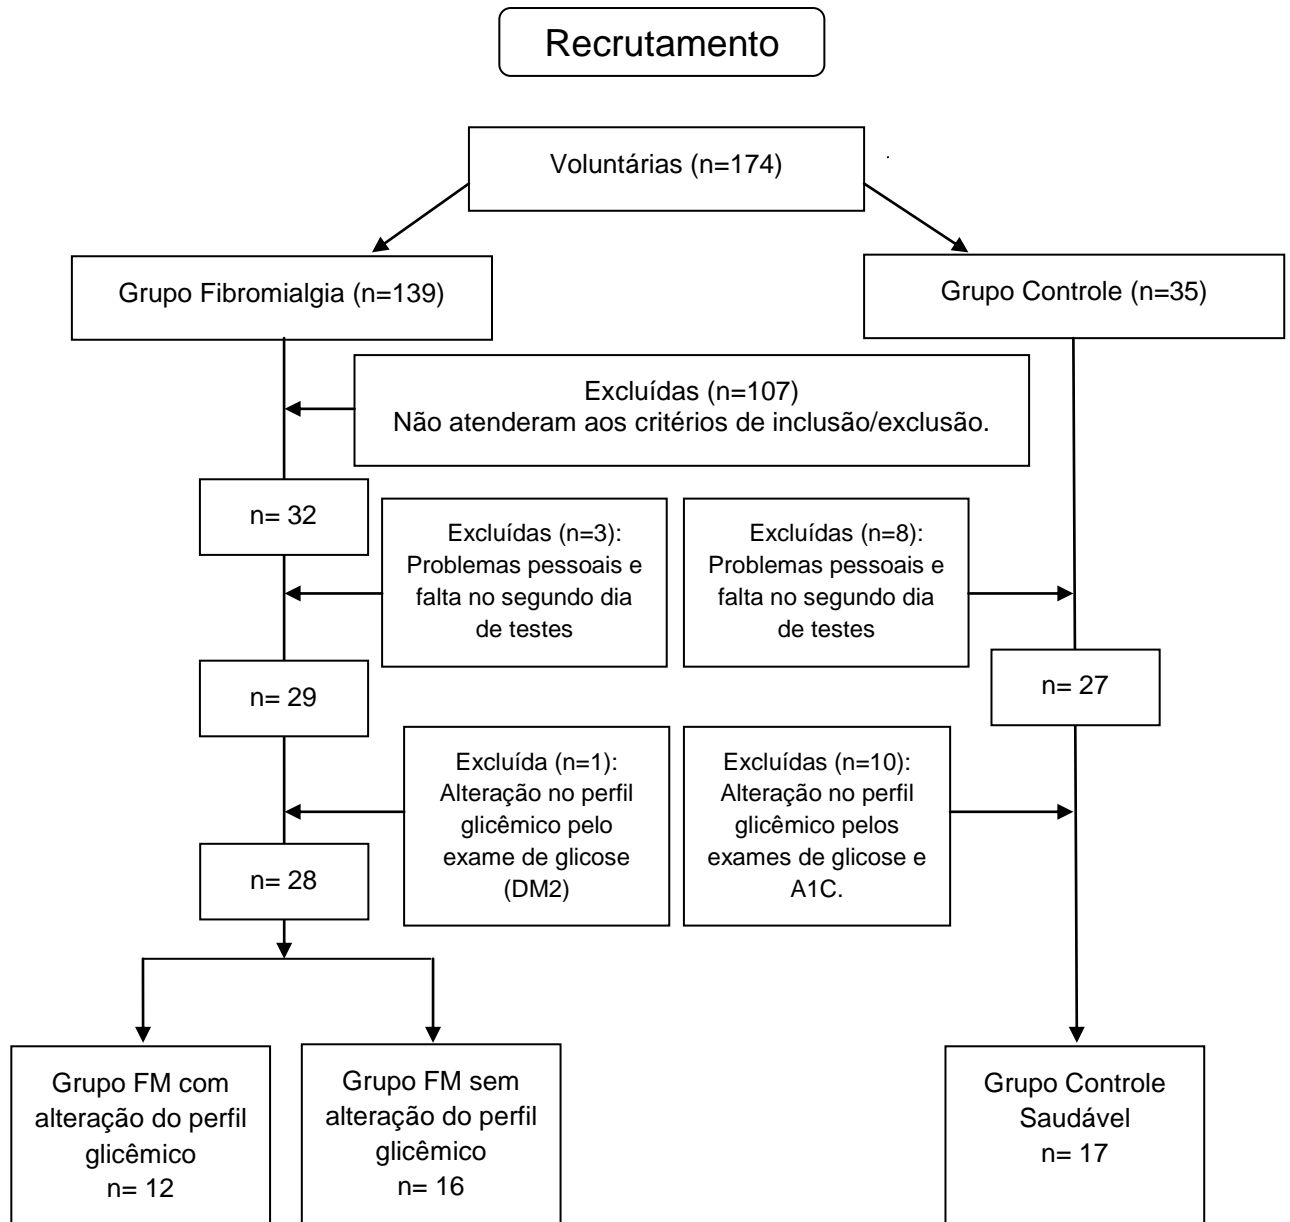 Recrutamento
Voluntárias (n=174)
Grupo Fibromialgia (n=139)
Grupo Controle (n=35)
Excluídas (n=107)
Não atenderam aos critérios de inclusão/exclusão.
n= 32
Excluídas (n=3):
Problemas pessoais e
falta no segundo dia
de testes
Excluídas (n=8):
Problemas pessoais e
falta no segundo dia
de testes
n= 29
n= 27
Excluída (n=1):
Alteração no perfil
glicêmico pelo
exame de glicose
(DM2)
Excluídas (n=10):
Alteração no perfil
glicêmico pelos
exames de glicose e
A1C.
n= 28
Grupo FM com
alteração do perfil
glicêmico
n= 12
Grupo FM sem
alteração do perfil
glicêmico
n= 16
Grupo Controle
Saudável
n= 17